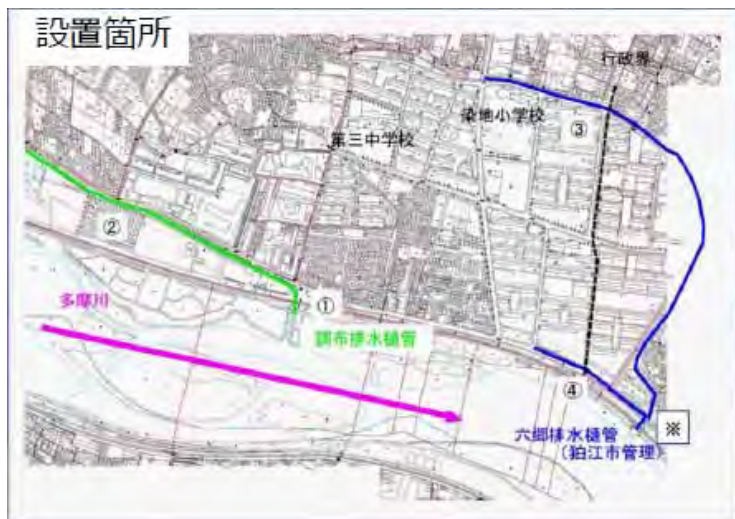 設置箇所
行政界
染地小学校
③
第三中学校
②
①
多摩川
調布排水樋管
④
六郷排水樋管
(狛江市管理)
※